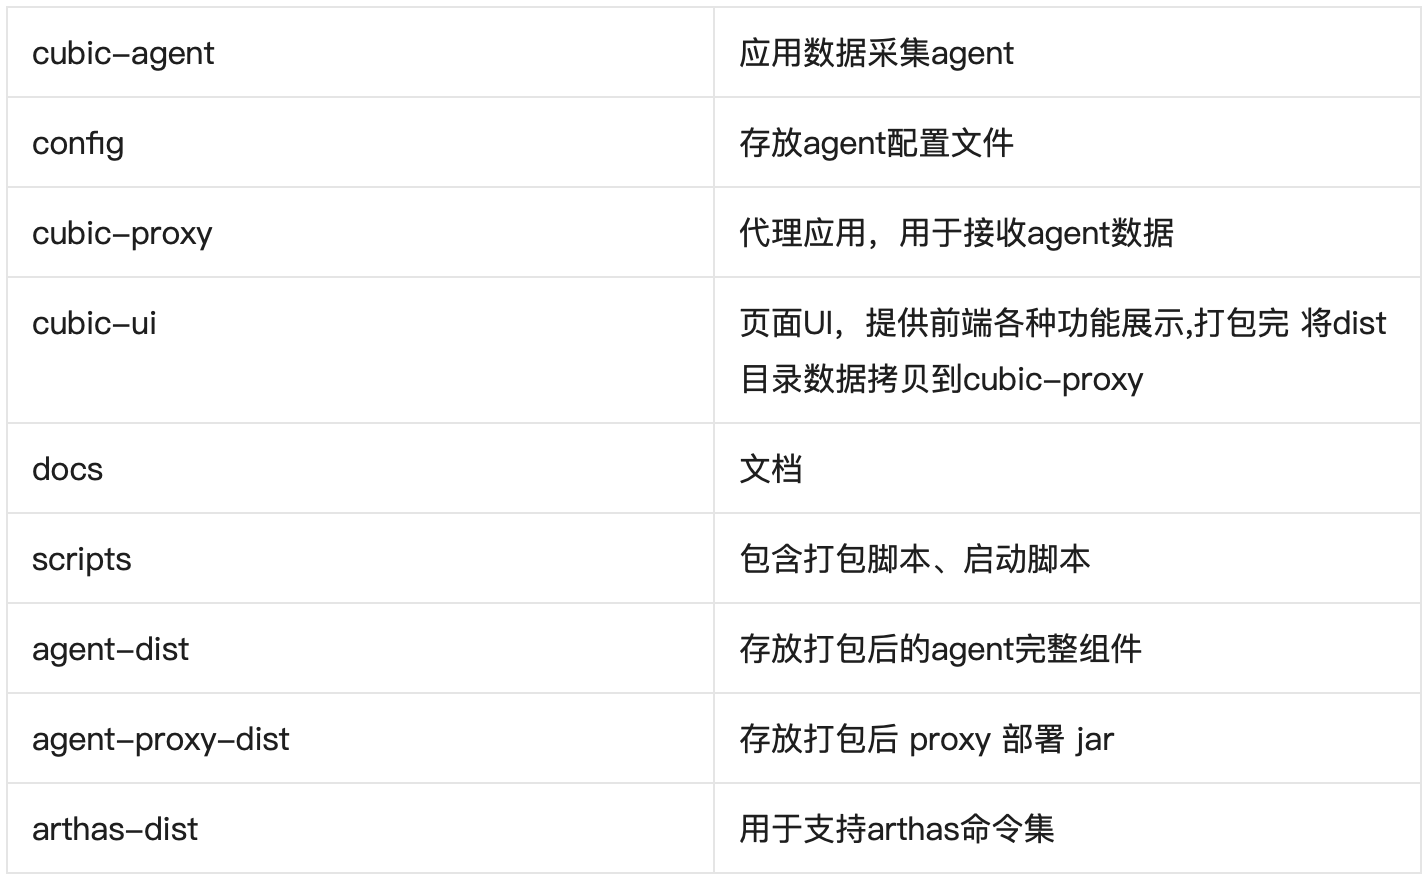 cubic-agent
应用数据采集agent
config
存放agent配置文件
cubic-proxy
代理应用，用于接收agent数据
cubic-ui
页面UI，提供前端各种功能展示,打包完 将dist
目录数据拷贝到cubic-proxy
docs
文档
scripts
包含打包脚本、启动脚本
agent-dist
存放打包后的agent完整组件
agent-proxy-dist
存放打包后 proxy 部署 jar
arthas-dist
用于支持arthas命令集